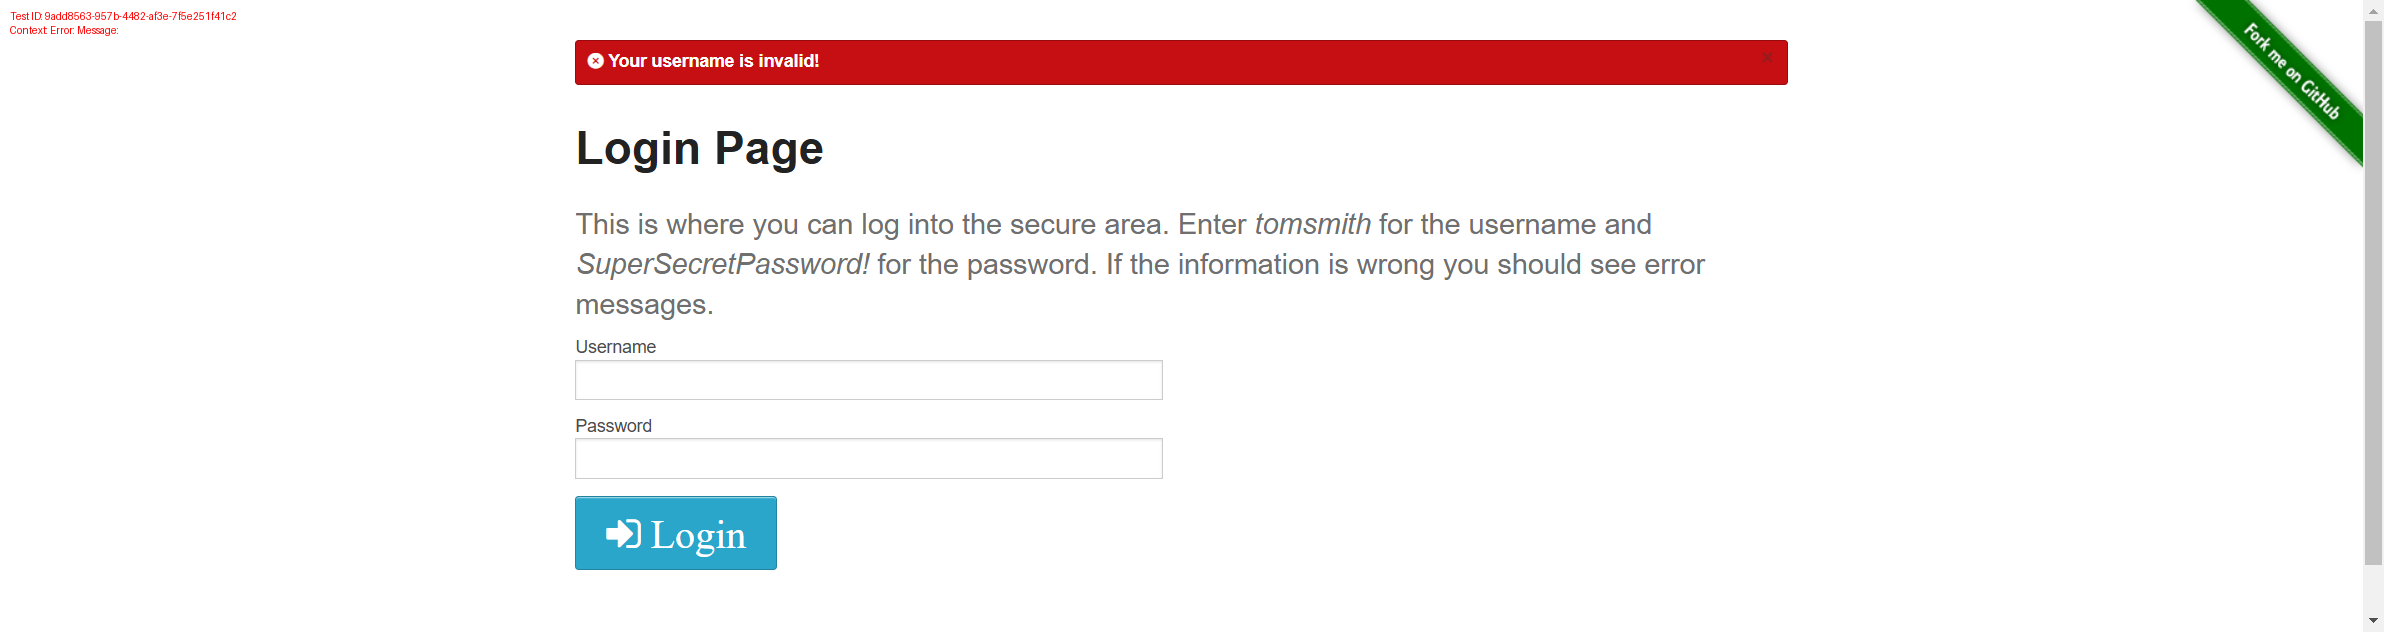 Test ID: 9add8563-957b-4482-af3e-7f5e251f41c2
Context: Error: Message:
Your username is invalid!
Fork me on GitHub
Login Page
This is where you can log into the secure area. Enter tomsmith for the username and
SuperSecretPassword! for the password. If the information is wrong you should see error
messages.
Username
Password
Login